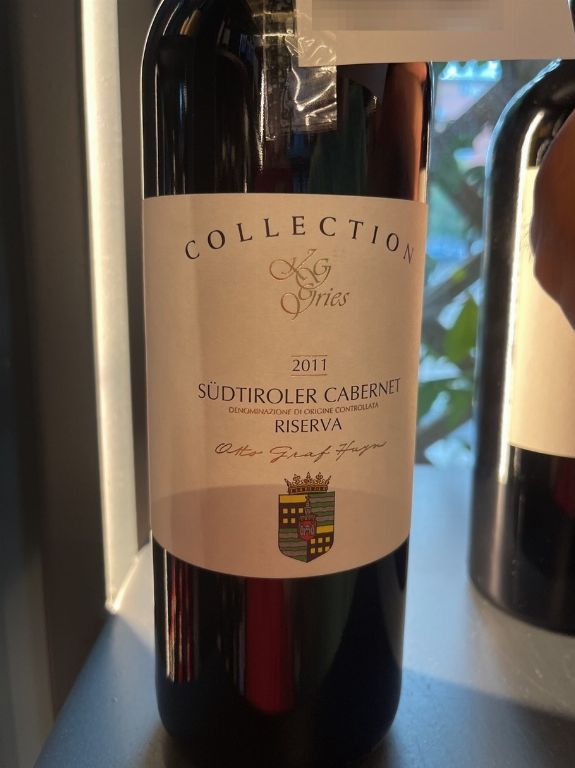 COLLECTION
KG
Gries
2011
SÜDTIROLER CABERNET
DENOMINAZIONE DI ORIGINE CONTROLLATA
RISERVA
Otto Graf Huyn